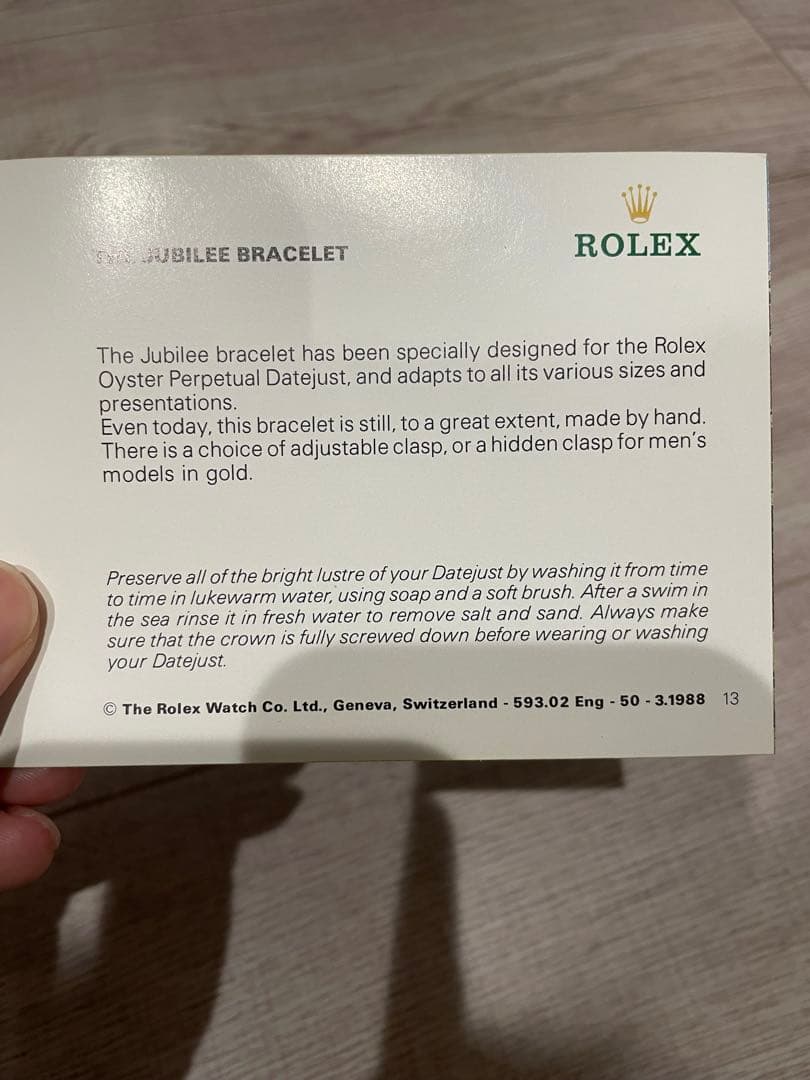 ROLEX
THE JUBILEE BRACELET
The Jubilee bracelet has been specially designed for the Rolex
Oyster Perpetual Datejust, and adapts to all its various sizes and
presentations.
Even today, this bracelet is still, to a great extent, made by hand.
There is a choice of adjustable clasp, or a hidden clasp for men's
models in gold.
Preserve all of the bright lustre of your Datejust by washing it from time
to time in lukewarm water, using soap and a soft brush. After a swim in
the sea rinse it in fresh water to remove salt and sand. Always make
sure that the crown is fully screwed down before wearing or washing
your Datejust.
© The Rolex Watch Co. Ltd., Geneva, Switzerland - 593.02 Eng - 50 - 3.1988 13